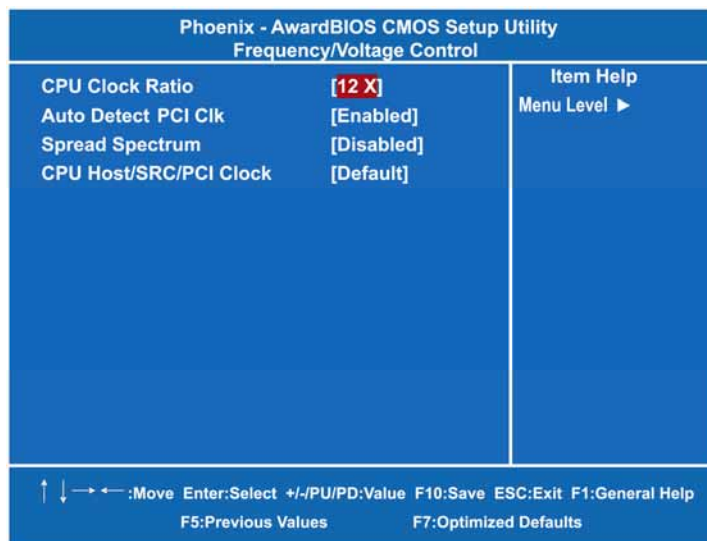 Phoenix - AwardBIOS CMOS Setup Utility
Frequency/Voltage Control
CPU Clock Ratio [12 X]
Auto Detect PCI Clk [Enabled]
Spread Spectrum [Disabled]
CPU Host/SRC/PCI Clock [Default]
Item Help
Menu Level ►
↑ ↓ → ← :Move Enter:Select +/-/PU/PD:Value F10:Save ESC:Exit F1:General Help
F5:Previous Values F7:Optimized Defaults